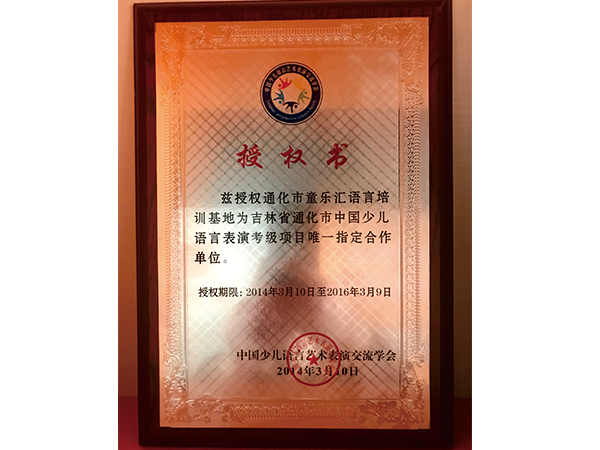 授权书
兹授权通化市童乐汇语言培
训基地为吉林省通化市中国少儿
语言表演考级项目唯一指定合作
单位。
授权期限：2014年3月10日至2016年3月9日
中国少儿语言艺术表演交流学会
2014年3月10日